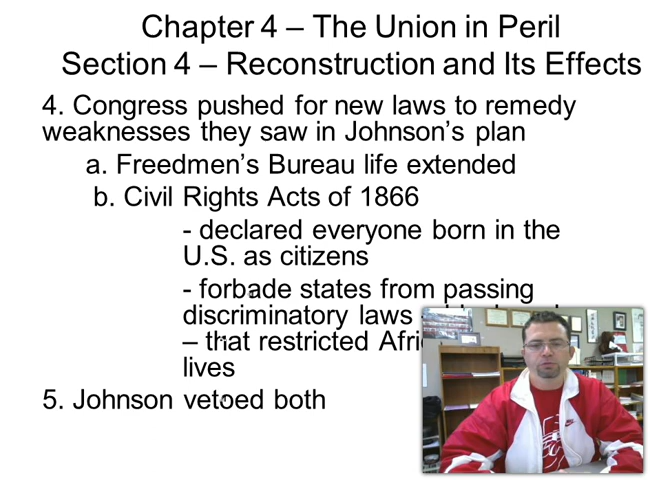 Chapter 4 – The Union in Peril
Section 4 – Reconstruction and Its Effects
4. Congress pushed for new laws to remedy
weaknesses they saw in Johnson's plan
a. Freedmen's Bureau life extended
b. Civil Rights Acts of 1866
- declared everyone born in the
U.S. as citizens
- forbade states from passing
discriminatory laws
– that restricted
lives
5. Johnson vetoed both